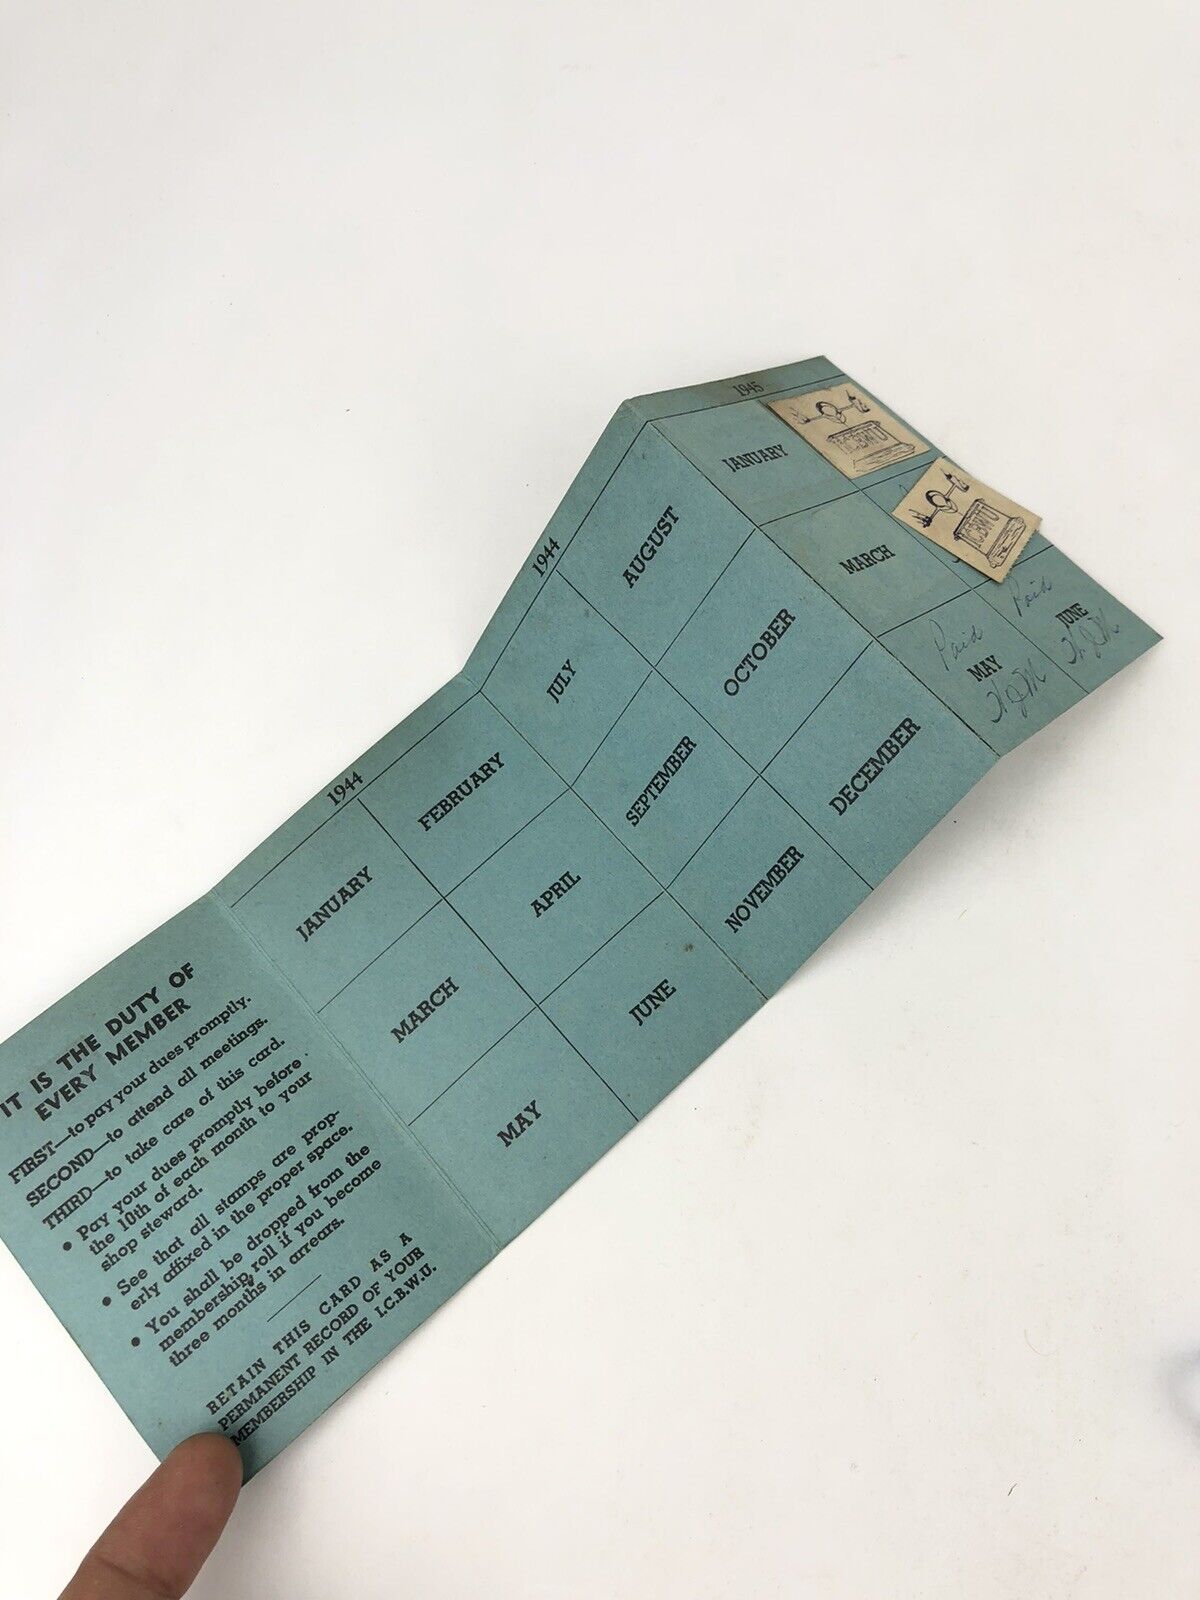 IT IS THE DUTY OF
EVERY MEMBER
FIRST—to pay your dues promptly.
SECOND—to attend all meetings.
THIRD—to take care of this card.
• Pay your dues promptly before
the 10th of each month to your
shop steward.
• See that all stamps are prop-
erly affixed in the proper space.
• You shall be dropped from the
membership roll if you become
three months in arrears.
RETAIN THIS CARD AS A
PERMANENT RECORD OF YOUR
MEMBERSHIP IN THE I.C.B.W.U.
1944
JANUARY
FEBRUARY
MARCH
APRIL
MAY
JUNE
1944
JULY
AUGUST
SEPTEMBER
OCTOBER
NOVEMBER
DECEMBER
1945
JANUARY
ICBWU
MARCH
ICBWU
Paid
MAY
Paid
JUNE